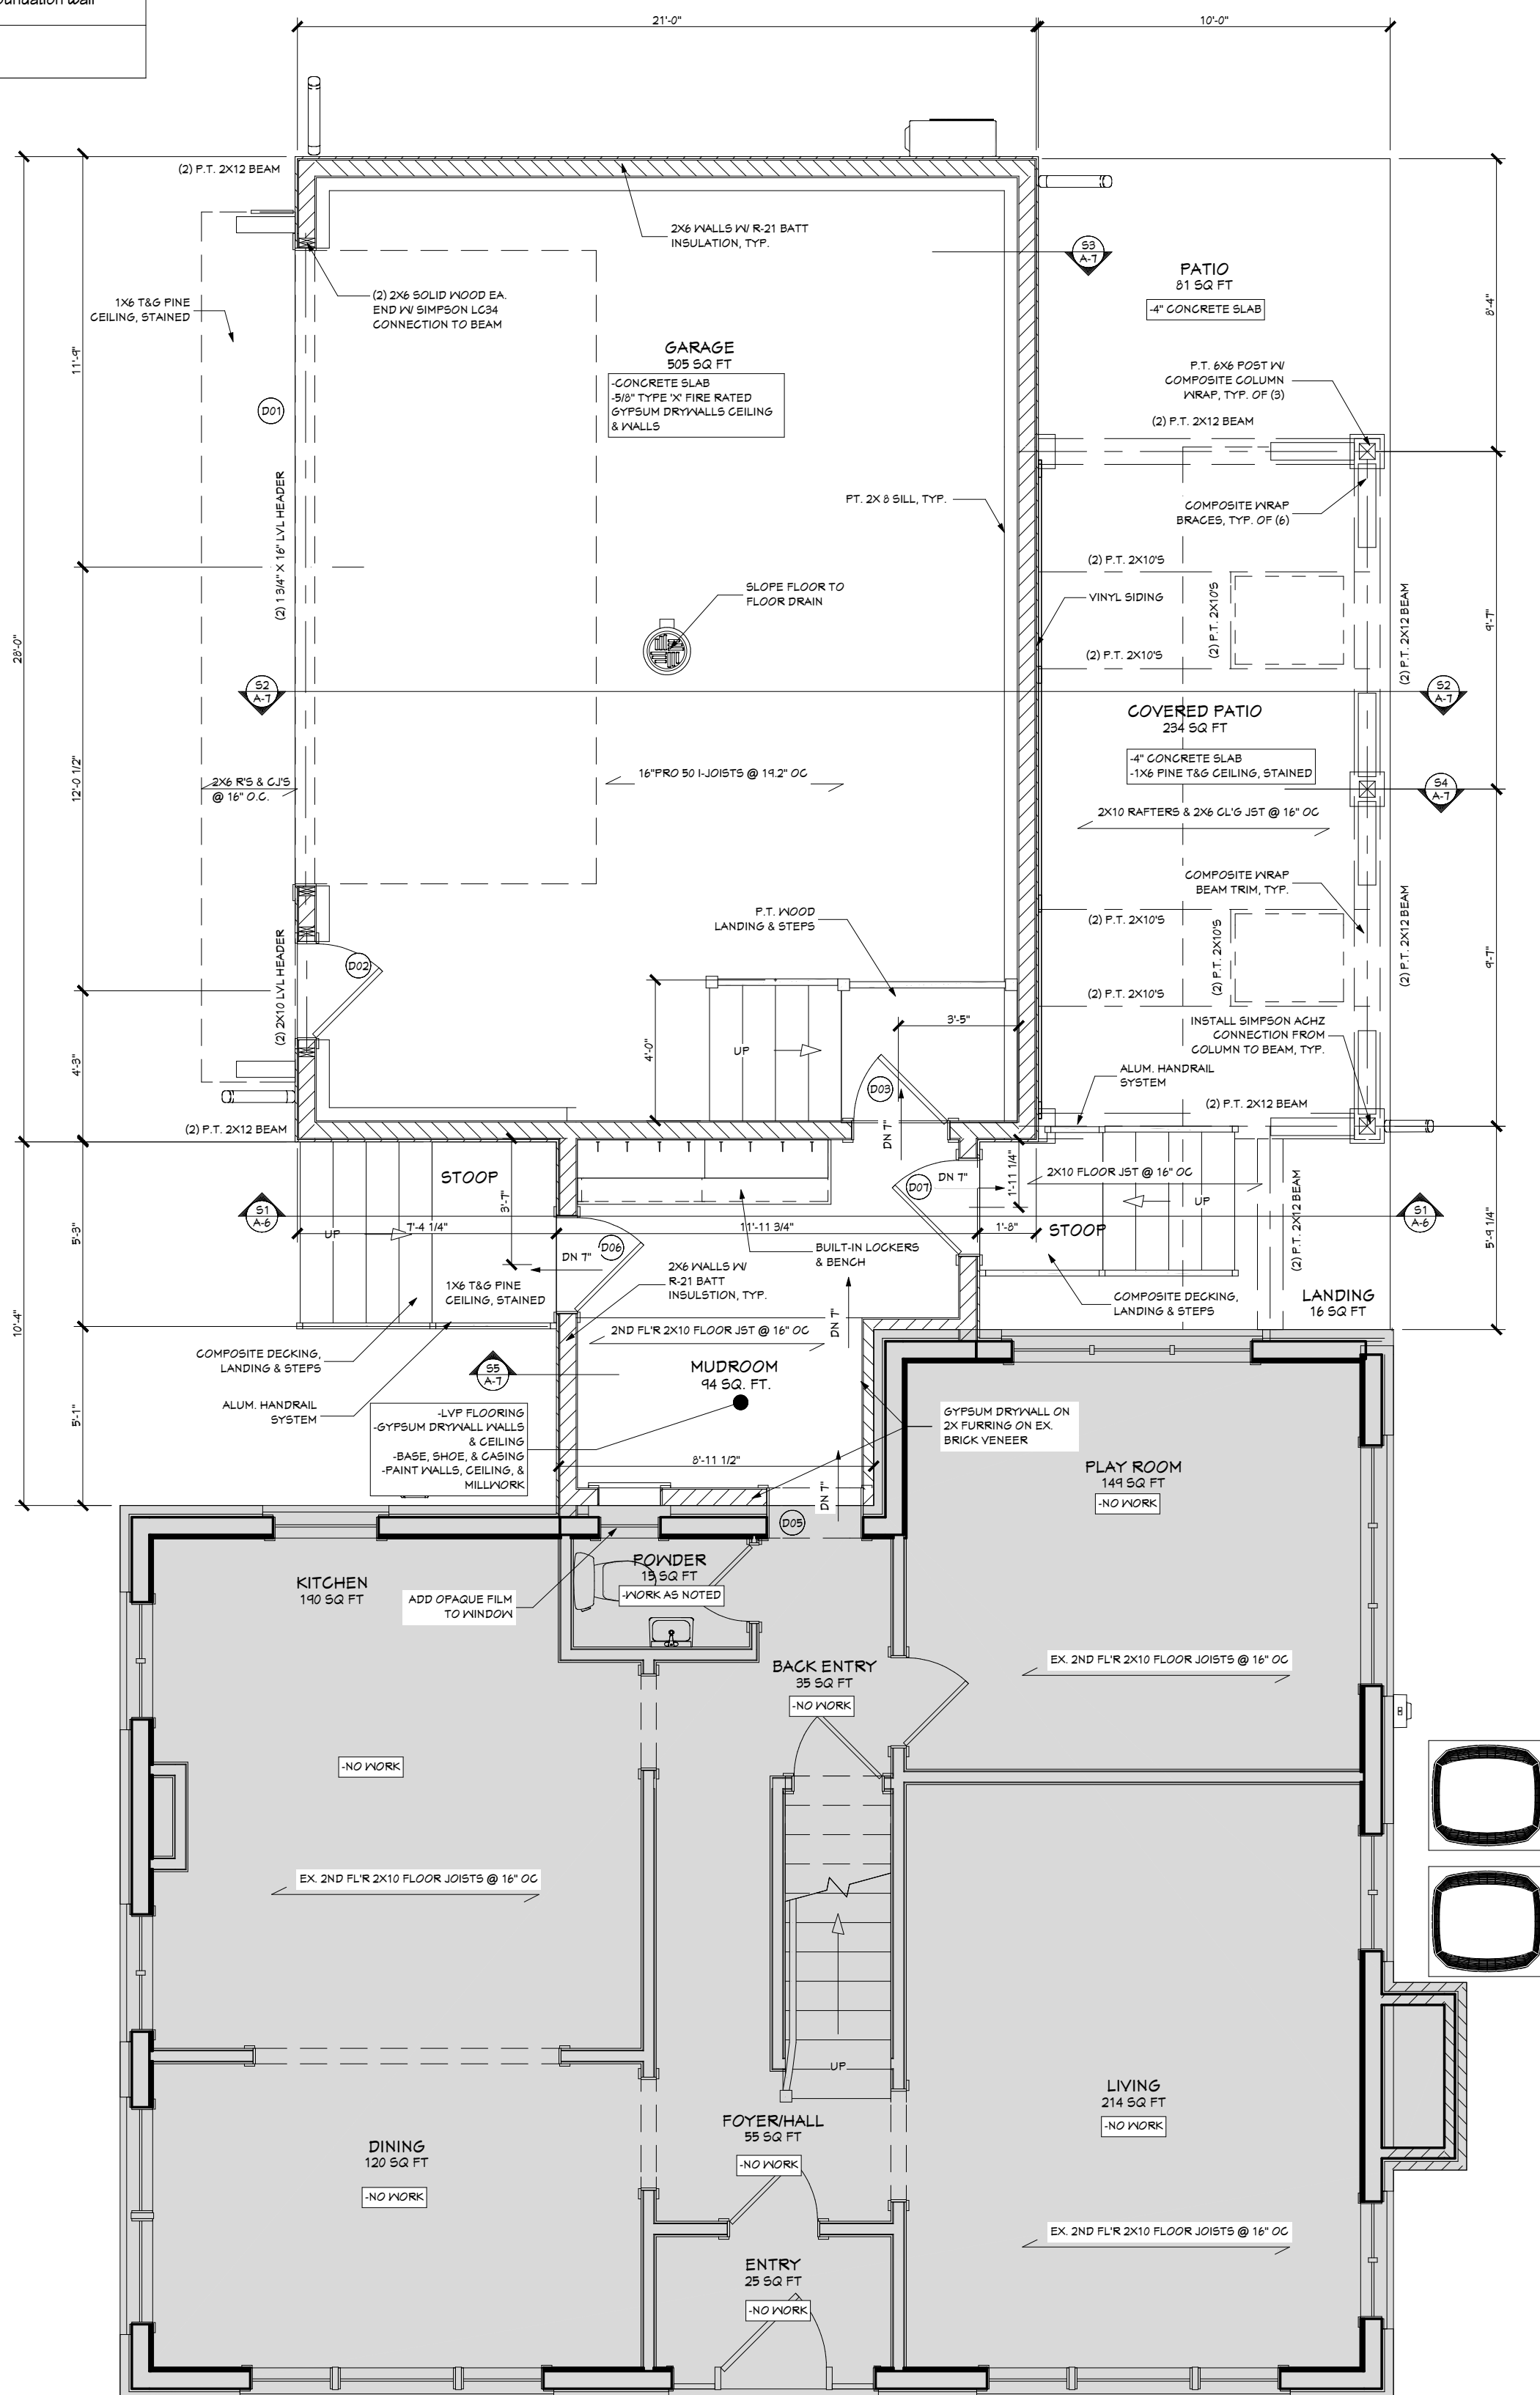 21'-0"
10'-0"
(2) P.T. 2X12 BEAM
2X6 WALLS W/ R-21 BATT
INSULATION, TYP.
S3
A-7
PATIO
81 SQ FT
-4" CONCRETE SLAB
8'-4"
1X6 T&G PINE
CEILING, STAINED
(2) 2X6 SOLID WOOD EA.
END W/ SIMPSON LC34
CONNECTION TO BEAM
11'-9"
GARAGE
505 SQ FT
-CONCRETE SLAB
-5/8" TYPE 'X' FIRE RATED
GYPSUM DRYWALLS CEILING
& WALLS
P.T. 6X6 POST W/
COMPOSITE COLUMN
WRAP, TYP. OF (3)
D01
(2) P.T. 2X12 BEAM
(2) 1 3/4" X 16" LVL HEADER
PT. 2X 8 SILL, TYP.
COMPOSITE WRAP
BRACES, TYP. OF (6)
(2) P.T. 2X10'S
SLOPE FLOOR TO
FLOOR DRAIN
VINYL SIDING
(2) P.T. 2X10'S
(2) P.T. 2X12 BEAM
9'-7"
28'-0"
(2) P.T. 2X10'S
S2
A-7
S2
A-7
COVERED PATIO
234 SQ FT
-4" CONCRETE SLAB
-1X6 PINE T&G CEILING, STAINED
12'-0 1/2"
2X6 R'S & CJ'S
@ 16" O.C.
16"PRO 50 I-JOISTS @ 19.2" OC
S4
A-7
2X10 RAFTERS & 2X6 CL'G JST @ 16" OC
COMPOSITE WRAP
BEAM TRIM, TYP.
P.T. WOOD
LANDING & STEPS
(2) P.T. 2X10'S
(2) P.T. 2X10'S
(2) P.T. 2X12 BEAM
9'-7"
D02
(2) 2X10 LVL HEADER
(2) P.T. 2X10'S
3'-5"
INSTALL SIMPSON ACHZ
CONNECTION FROM
COLUMN TO BEAM, TYP.
4'-0"
UP
4'-3"
D03
ALUM. HANDRAIL
SYSTEM
(2) P.T. 2X12 BEAM
(2) P.T. 2X12 BEAM
DN 7"
STOOP
3'-7"
D07
DN 7"
1'-11 1/4"
2X10 FLOOR JST @ 16" OC
UP
S1
A-6
S1
A-6
5'-3"
UP
7'-4 1/4"
11'-11 3/4"
1'-8"
STOOP
(2) P.T. 2X12 BEAM
5'-9 1/4"
D06
DN 7"
BUILT-IN LOCKERS
& BENCH
2X6 WALLS W/
R-21 BATT
INSULSTION, TYP.
1X6 T&G PINE
CEILING, STAINED
COMPOSITE DECKING,
LANDING & STEPS
LANDING
16 SQ FT
10'-4"
DN 7"
2ND FL'R 2X10 FLOOR JST @ 16" OC
COMPOSITE DECKING,
LANDING & STEPS
S5
A-7
MUDROOM
94 SQ. FT.
ALUM. HANDRAIL
SYSTEM
5'-1"
-LVP FLOORING
-GYPSUM DRYWALL WALLS
& CEILING
-BASE, SHOE, & CASING
-PAINT WALLS, CEILING, &
MILLWORK
GYPSUM DRYWALL ON
2X FURRING ON EX.
BRICK VENEER
8'-11 1/2"
DN 7"
PLAY ROOM
149 SQ FT
-NO WORK
D05
POWDER
15 SQ FT
-WORK AS NOTED
KITCHEN
190 SQ FT
ADD OPAQUE FILM
TO WINDOW
BACK ENTRY
35 SQ FT
-NO WORK
EX. 2ND FL'R 2X10 FLOOR JOISTS @ 16" OC
-NO WORK
EX. 2ND FL'R 2X10 FLOOR JOISTS @ 16" OC
UP
LIVING
214 SQ FT
-NO WORK
FOYER/HALL
55 SQ FT
-NO WORK
DINING
120 SQ FT
-NO WORK
EX. 2ND FL'R 2X10 FLOOR JOISTS @ 16" OC
ENTRY
25 SQ FT
-NO WORK